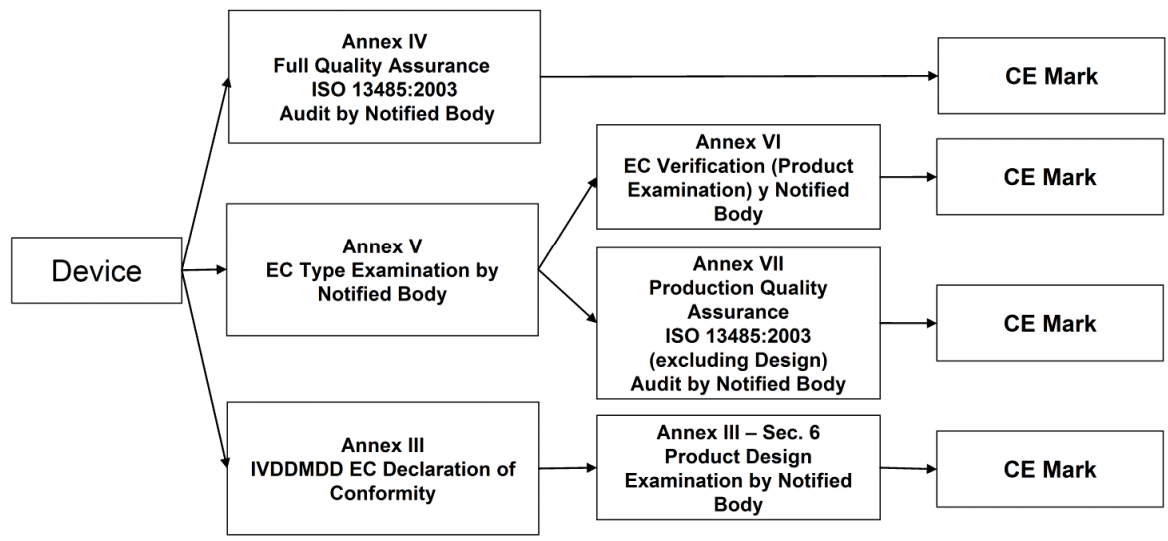 Device
Annex IV
Full Quality Assurance
ISO 13485:2003
Audit by Notified Body
CE Mark
Annex V
EC Type Examination by
Notified Body
Annex VI
EC Verification (Product
Examination) y Notified
Body
CE Mark
Annex VII
Production Quality
Assurance
ISO 13485:2003
(excluding Design)
Audit by Notified Body
CE Mark
Annex III
IVDDMDD EC Declaration of
Conformity
Annex III – Sec. 6
Product Design
Examination by Notified
Body
CE Mark